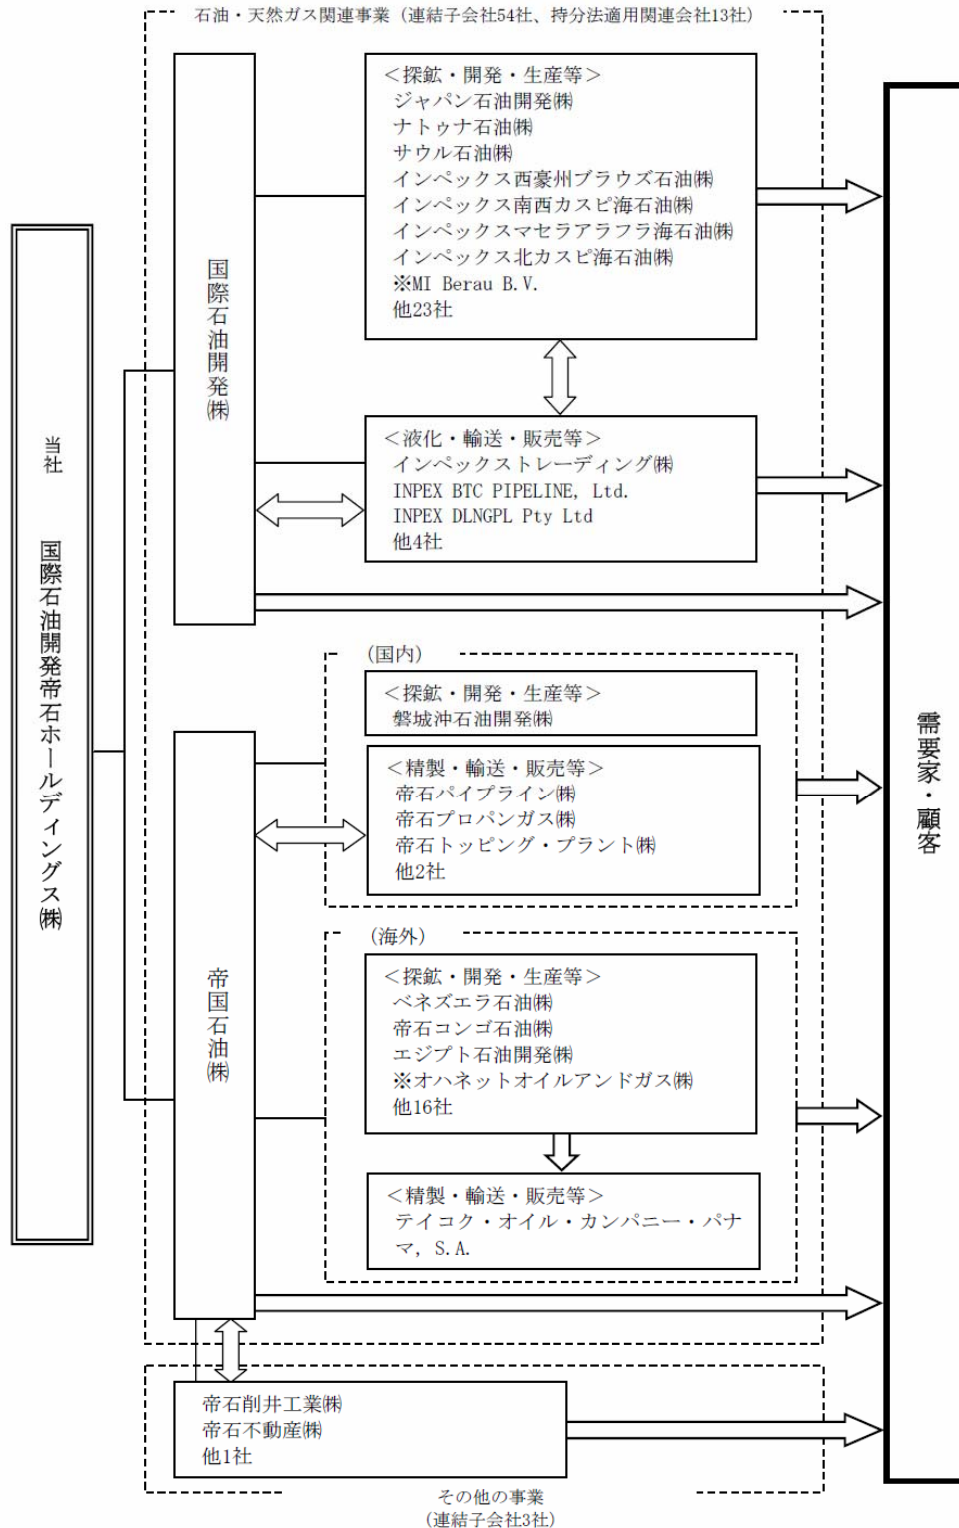 石油・天然ガス関連事業（連結子会社54社、持分法適用関連会社13社）
当社　国際石油開発帝石ホールディングス㈱
国際石油開発㈱
＜探鉱・開発・生産等＞
ジャパン石油開発㈱
ナトゥナ石油㈱
サウル石油㈱
インペックス西豪州ブラウズ石油㈱
インペックス南西カスピ海石油㈱
インペックスマセラアラフラ海石油㈱
インペックス北カスピ海石油㈱
※MI Berau B.V.
他23社
＜液化・輸送・販売等＞
インペックストレーディング㈱
INPEX BTC PIPELINE, Ltd.
INPEX DLNGPL Pty Ltd
他4社
帝国石油㈱
（国内）
＜探鉱・開発・生産等＞
磐城沖石油開発㈱
＜精製・輸送・販売等＞
帝石パイプライン㈱
帝石プロパンガス㈱
帝石トッピング・プラント㈱
他2社
（海外）
＜探鉱・開発・生産等＞
ベネズエラ石油㈱
帝石コンゴ石油㈱
エジプト石油開発㈱
※オハネットオイルアンドガス㈱
他16社
＜精製・輸送・販売等＞
テイコク・オイル・カンパニー・パナ
マ, S.A.
帝石削井工業㈱
帝石不動産㈱
他1社
その他の事業
（連結子会社3社）
需要家・顧客